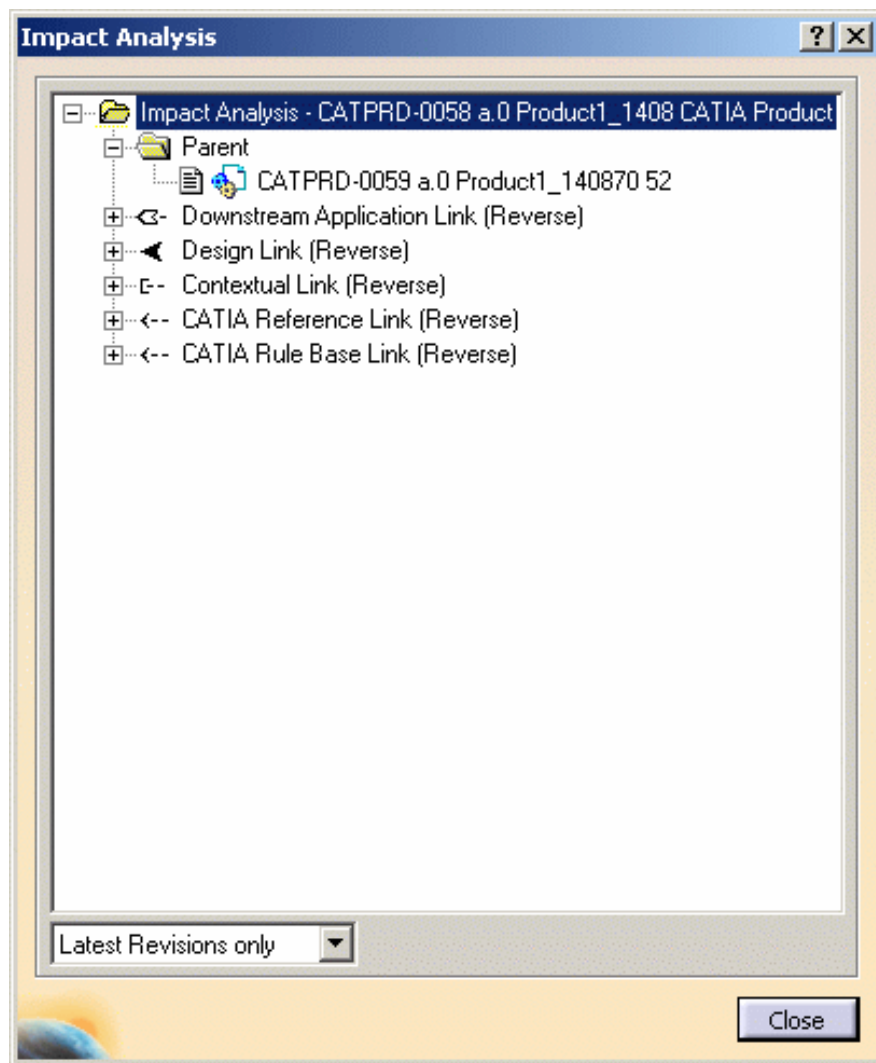 Impact Analysis
Impact Analysis - CATPRD-0058 a.0 Product1_1408 CATIA Product
Parent
CATPRD-0059 a.0 Product1_140870 52
Downstream Application Link (Reverse)
Design Link (Reverse)
Contextual Link (Reverse)
CATIA Reference Link (Reverse)
CATIA Rule Base Link (Reverse)
Latest Revisions only
Close